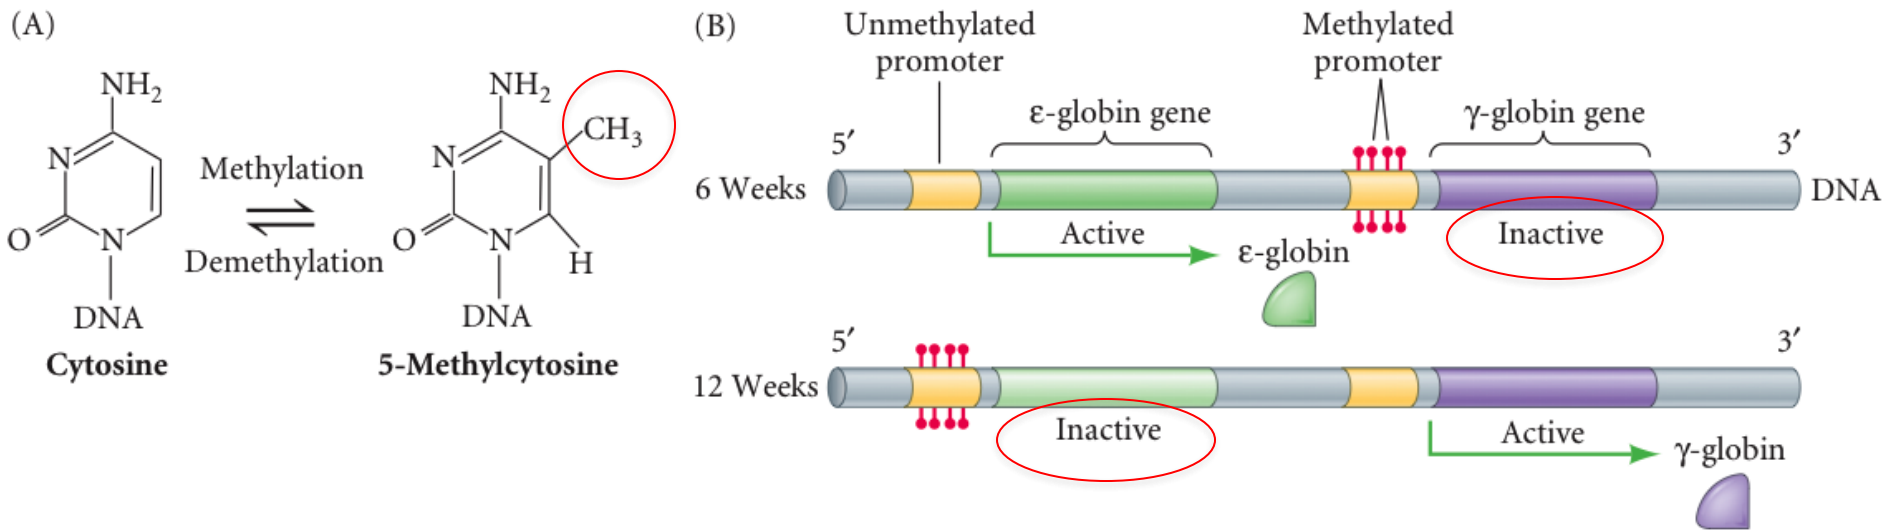 (A)
NH₂
N
O
N
DNA
Cytosine
Methylation
Demethylation
NH₂
CH₃
N
O
N
H
DNA
5-Methylcytosine
(B)
Unmethylated
promoter
Methylated
promoter
ε-globin gene
γ-globin gene
5′
3′
6 Weeks
DNA
Active
Inactive
ε-globin
5′
3′
12 Weeks
Inactive
Active
γ-globin